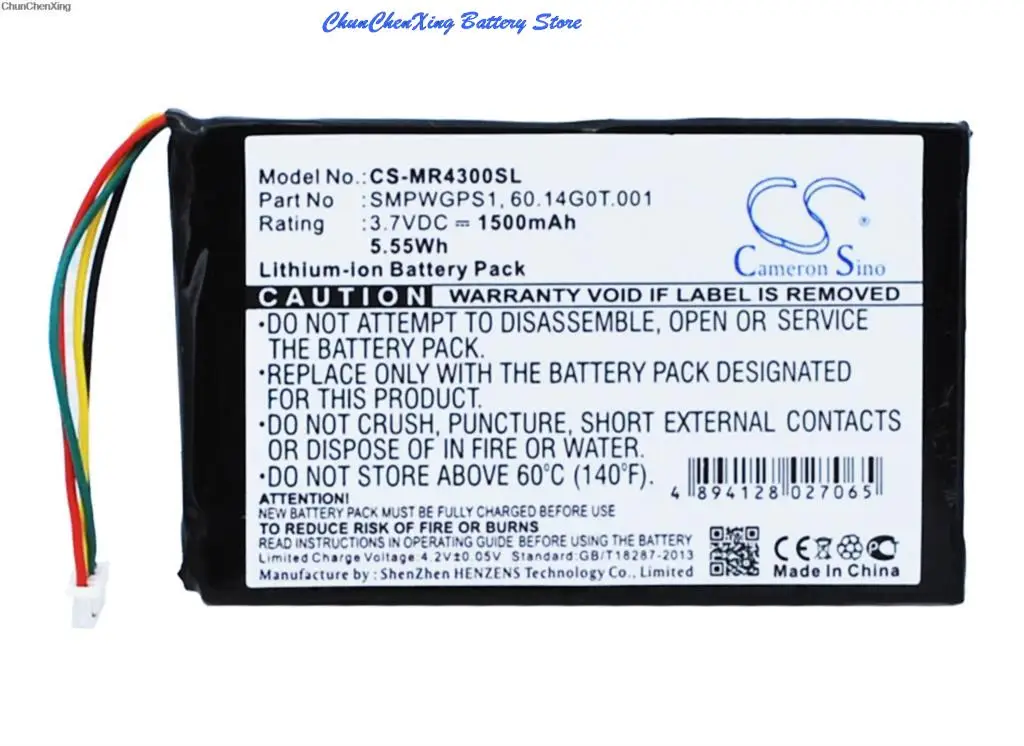 ChunChenXing
ChunChenXing Battery Store
Model No.:CS-MR4300SL
Part No :SMPWGPS1, 60.14G0T.001
Rating :3.7VDC ⎓ 1500mAh
5.55Wh
Lithium-Ion Battery Pack
Cameron Sino
®
CAUTION WARRANTY VOID IF LABEL IS REMOVED
·DO NOT ATTEMPT TO DISASSEMBLE, OPEN OR SERVICE
THE BATTERY PACK.
·REPLACE ONLY WITH THE BATTERY PACK DESIGNATED
FOR THIS PRODUCT.
·DO NOT CRUSH, PUNCTURE, SHORT EXTERNAL CONTACTS
OR DISPOSE OF IN FIRE OR WATER.
·DO NOT STORE ABOVE 60°C (140°F).
4 894128 027065
ATTENTION!
NEW BATTERY PACK MUST BE FULLY CHARGED BEFORE USE
TO REDUCE RISK OF FIRE OR BURNS
READ INSTRUCTIONS IN OPERATING GUIDE BEFORE USE
Limited Charge Voltage:4.2V±0.05V Standard:GB/T18287-2013
Manufacturer by :ShenZhen HENZENS Technology Co., Limited
CE
Made In China